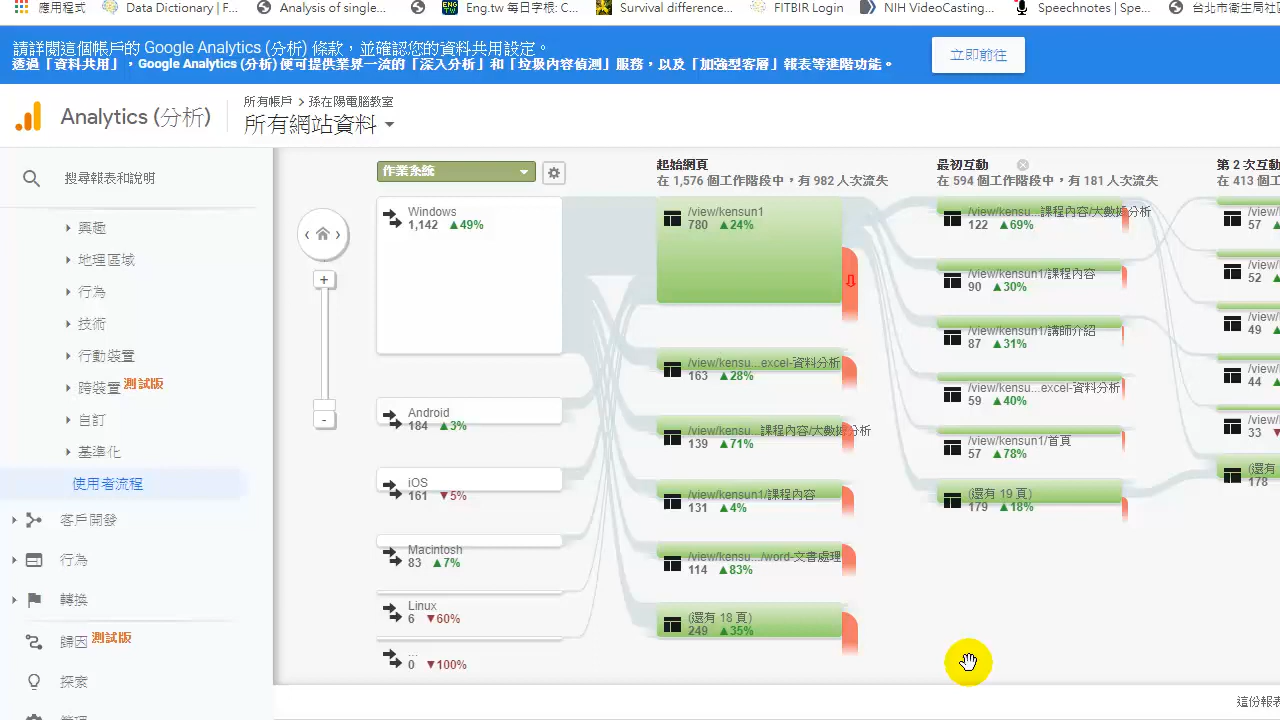 應用程式
Data Dictionary | F...
Analysis of single...
ENG TW
Eng.tw 每日字根: C...
Survival difference...
FITBIR Login
NIH VideoCasting...
Speechnotes | Spe...
台北市衛生局社區
請詳閱這個帳戶的 Google Analytics (分析) 條款，並確認您的資料共用設定。
透過「資料共用」，Google Analytics (分析) 便可提供業界一流的「深入分析」和「垃圾內容偵測」服務，以及「加強型客層」報表等進階功能。
立即前往
Analytics (分析)
所有帳戶 > 孫在陽電腦教室
所有網站資料
搜尋報表和說明
興趣
地理區域
行為
技術
行動裝置
跨裝置 測試版
自訂
基準化
使用者流程
客戶開發
行為
轉換
歸因 測試版
探索
管理
+
-
作業系統
Windows
1,142 ▲49%
Android
184 ▲3%
iOS
161 ▼5%
Macintosh
83 ▲7%
Linux
6 ▼60%
...
0 ▼100%
起始網頁
在 1,576 個工作階段中，有 982 人次流失
/view/kensun1
780 ▲24%
/view/kensu...excel-資料分析
163 ▲28%
/view/kensu...課程內容/大數據分析
139 ▲71%
/view/kensun1/課程內容
131 ▲4%
/view/kensu.../word-文書處理
114 ▲83%
(還有 18 頁)
249 ▲35%
最初互動
在 594 個工作階段中，有 181 人次流失
/view/kensu...課程內容/大數據分析
122 ▲69%
/view/kensun1/課程內容
90 ▲30%
/view/kensun1/講師介紹
87 ▲31%
/view/kensu...excel-資料分析
59 ▲40%
/view/kensun1/首頁
57 ▲78%
(還有 19 頁)
179 ▲18%
第 2 次互動
在 413 個工
/view
57
/view
52
/view
49
/view
44
/view
33
(還有
178
這份報表